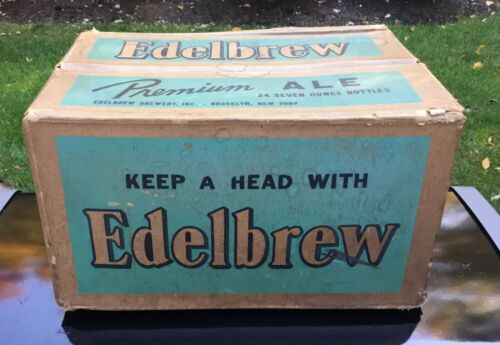 Edelbrew
Premium ALE
24 SEVEN OUNCE BOTTLES
EDELBREW BREWERY, INC. - BROOKLYN, NEW YORK
KEEP A HEAD WITH
Edelbrew